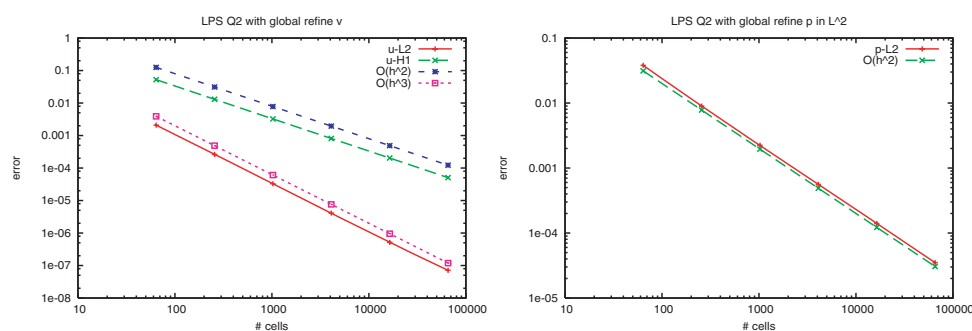 LPS Q2 with global refine v
u-L2
u-H1
O(h^2)
O(h^3)
1
0.1
0.01
0.001
1e-04
1e-05
1e-06
1e-07
1e-08
error
10
100
1000
10000
100000
# cells
LPS Q2 with global refine p in L^2
p-L2
O(h^2)
0.1
0.01
0.001
1e-04
1e-05
error
10
100
1000
10000
100000
# cells